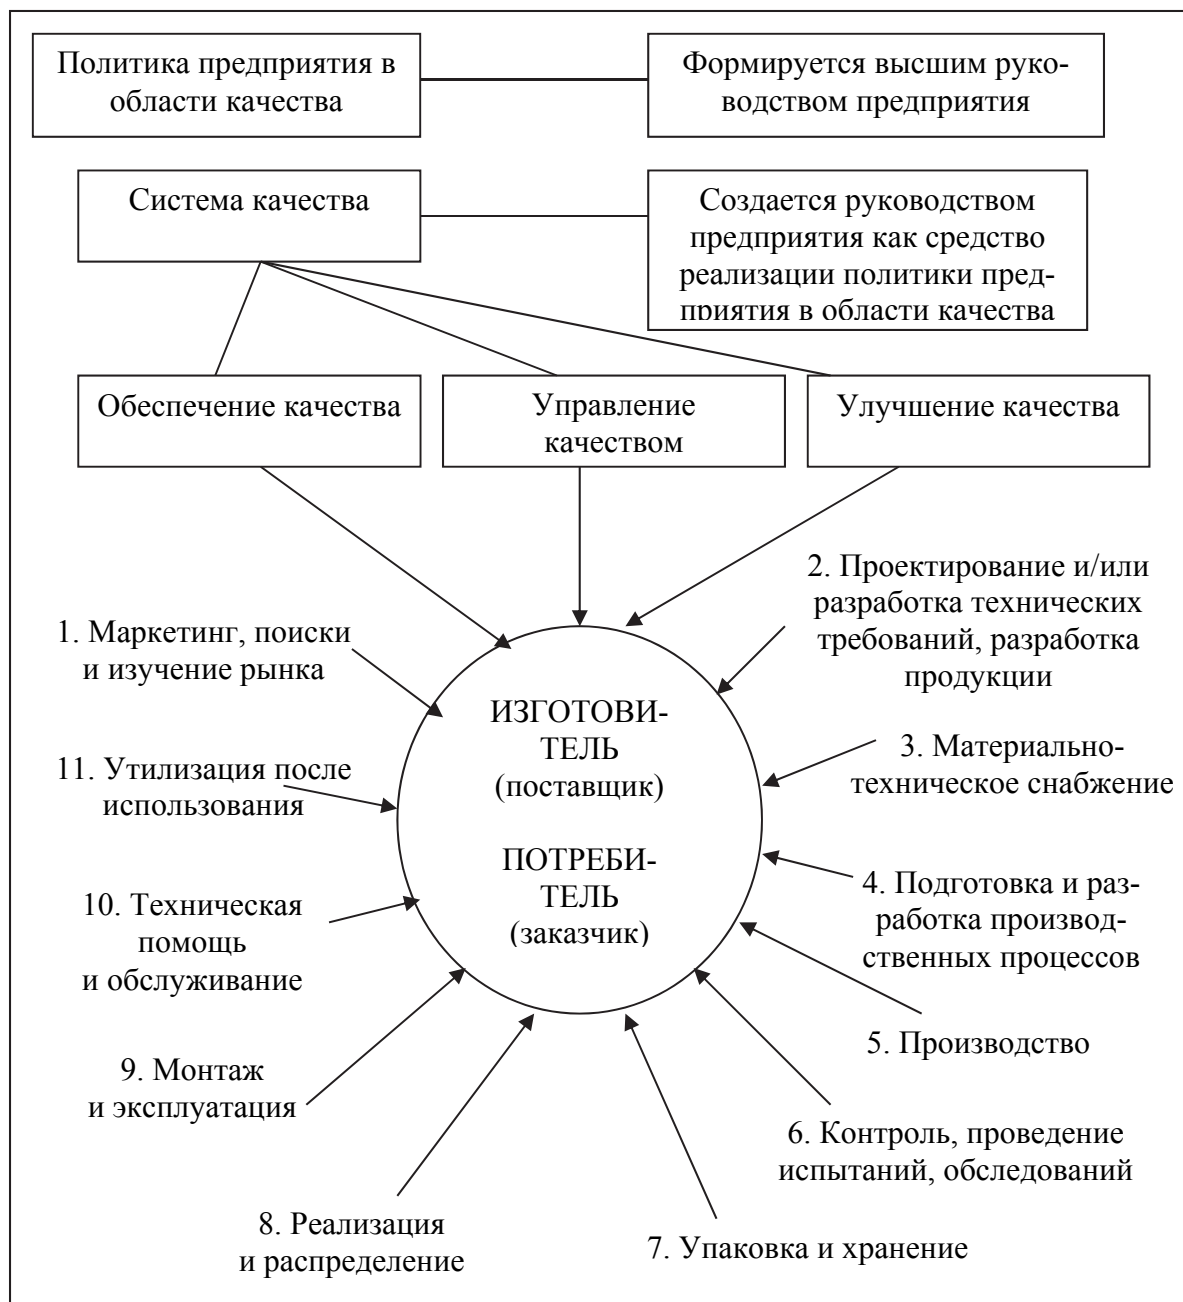 Политика предприятия в
области качества
Формируется высшим руко-
водством предприятия
Система качества
Создается руководством
предприятия как средство
реализации политики пред-
приятия в области качества
Обеспечение качества
Управление
качеством
Улучшение качества
1. Маркетинг, поиски
и изучение рынка
2. Проектирование и/или
разработка технических
требований, разработка
продукции
ИЗГОТОВИ-
ТЕЛЬ
(поставщик)
ПОТРЕБИ-
ТЕЛЬ
(заказчик)
3. Материально-
техническое снабжение
4. Подготовка и раз-
работка производ-
ственных процессов
5. Производство
6. Контроль, проведение
испытаний, обследований
7. Упаковка и хранение
8. Реализация
и распределение
9. Монтаж
и эксплуатация
10. Техническая
помощь
и обслуживание
11. Утилизация после
использования